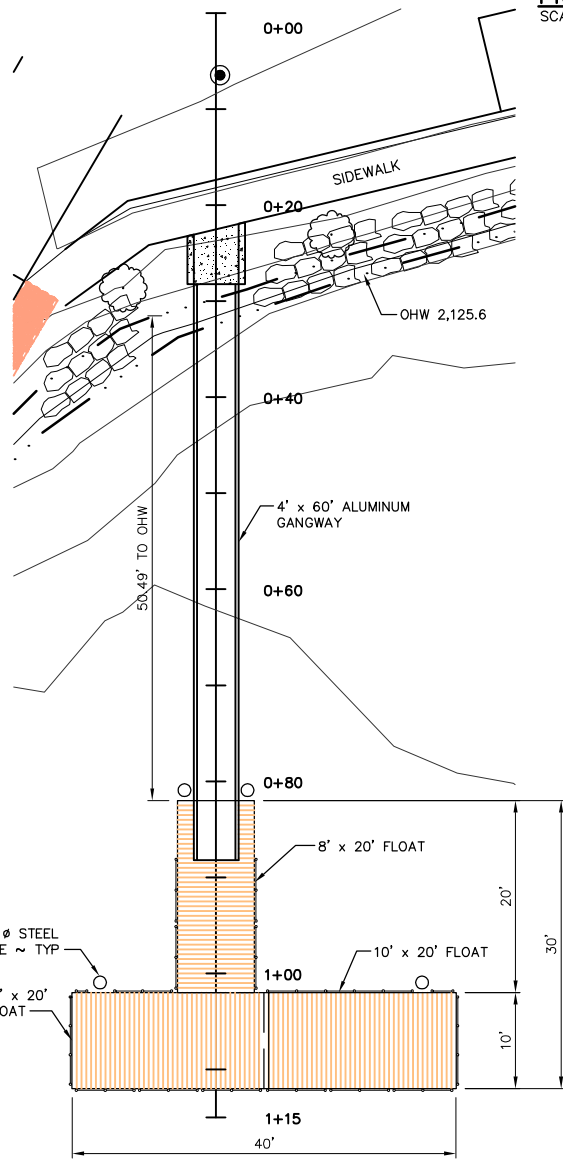 SCA
0+00
SIDEWALK
0+20
OHW 2,125.6
0+40
4' x 60' ALUMINUM
GANGWAY
50.49' TO OHW
0+60
0+80
8' x 20' FLOAT
20'
30'
Ø STEEL
E ~ TYP
10' x 20' FLOAT
1+00
' x 20'
OAT
10'
1+15
40'